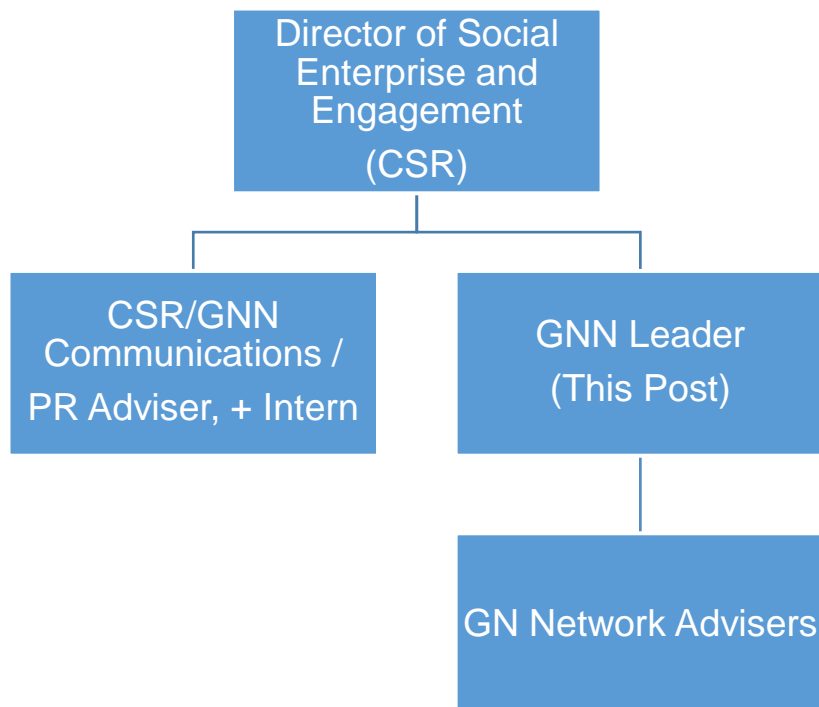 Director of Social
Enterprise and
Engagement
(CSR)
CSR/GNN
Communications /
PR Adviser, + Intern
GNN Leader
(This Post)
GN Network Advisers